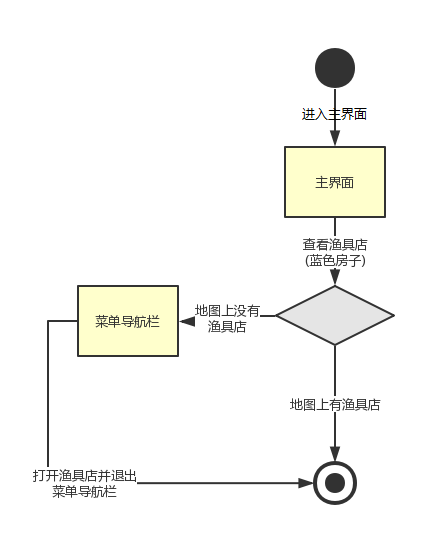 进入主界面
主界面
查看渔具店
(蓝色房子)
地图上没有
渔具店
菜单导航栏
地图上有渔具店
打开渔具店并退出
菜单导航栏